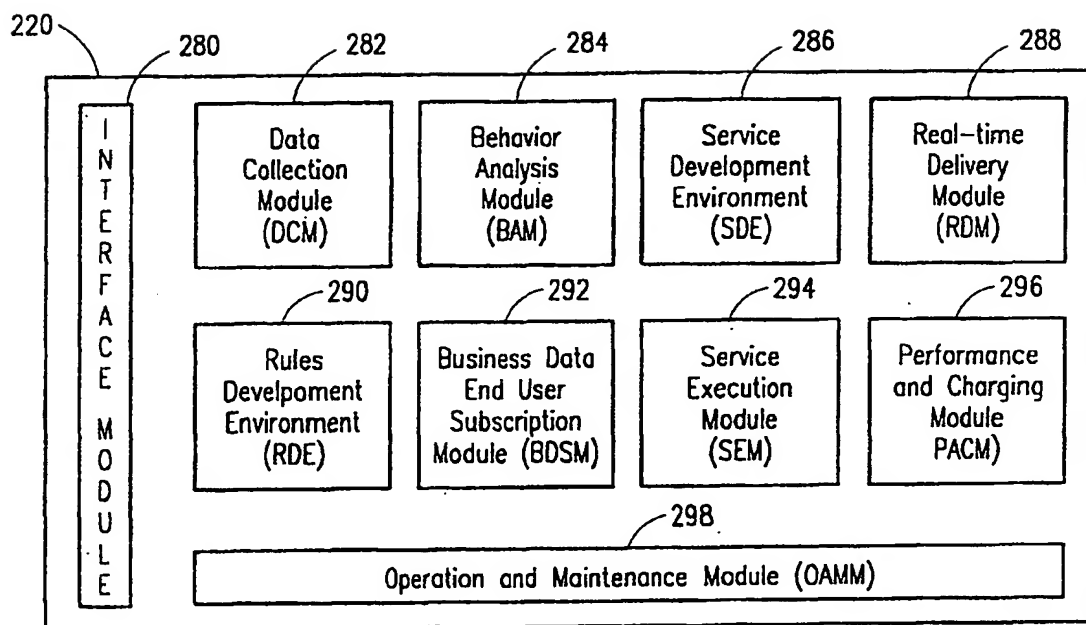 220
280
282
284
286
288
INTERFACE MODULE
Data
Collection
Module
(DCM)
Behavior
Analysis
Module
(BAM)
Service
Development
Environment
(SDE)
Real-time
Delivery
Module
(RDM)
290
292
294
296
Rules
Develpoment
Environment
(RDE)
Business Data
End User
Subscription
Module (BDSM)
Service
Execution
Module
(SEM)
Performance
and Charging
Module
PACM)
298
Operation and Maintenance Module (OAMM)